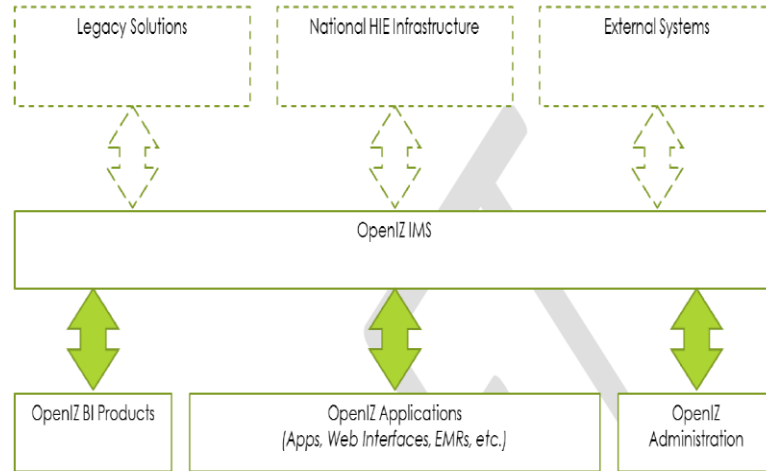 Legacy Solutions
National HIE Infrastructure
External Systems
OpenIZ IMS
OpenIZ BI Products
OpenIZ Applications
(Apps, Web Interfaces, EMRs, etc.)
OpenIZ
Administration